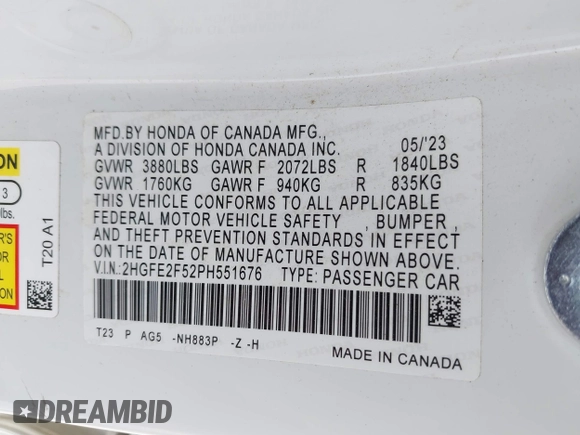 MFD.BY HONDA OF CANADA MFG.,
A DIVISION OF HONDA CANADA INC. 05/'23
GVWR 3880LBS GAWR F 2072LBS R 1840LBS
GVWR 1760KG GAWR F 940KG R 835KG
THIS VEHICLE CONFORMS TO ALL APPLICABLE
FEDERAL MOTOR VEHICLE SAFETY , BUMPER ,
AND THEFT PREVENTION STANDARDS IN EFFECT
ON THE DATE OF MANUFACTURE SHOWN ABOVE.
V.I.N.:2HGFE2F52PH551676 TYPE: PASSENGER CAR
T23 P AG5 -NH883P -Z -H
MADE IN CANADA
T20 A1
DREAMBID